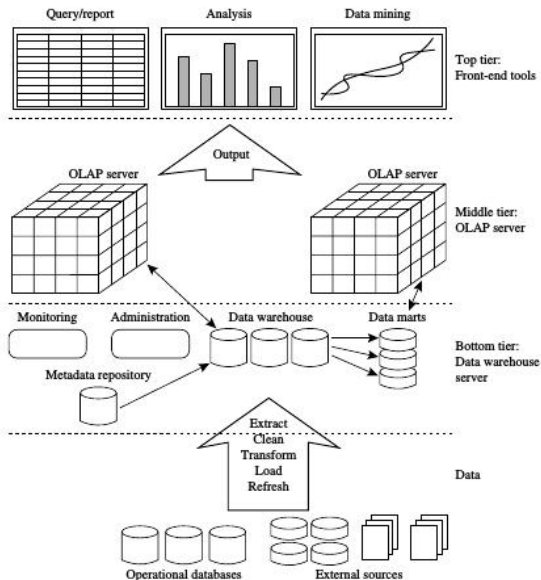 Query/report
Analysis
Data mining
Top tier:
Front-end tools
Output
OLAP server
OLAP server
Middle tier:
OLAP server
Monitoring
Administration
Data warehouse
Data marts
Bottom tier:
Data warehouse
server
Metadata repository
Extract
Clean
Transform
Load
Refresh
Data
Operational databases
External sources